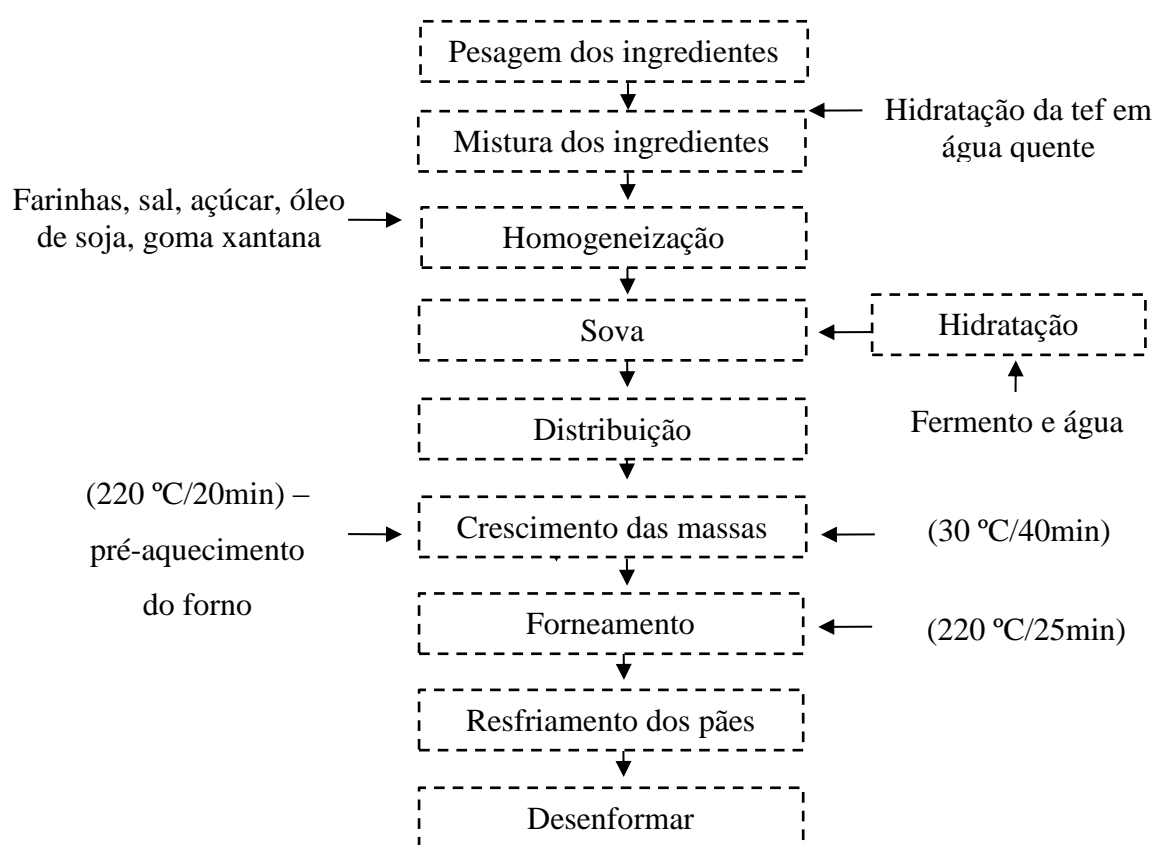 Pesagem dos ingredientes
Hidratação da tef em
água quente
Mistura dos ingredientes
Farinhas, sal, açúcar, óleo
de soja, goma xantana
Homogeneização
Sova
Hidratação
Fermento e água
Distribuição
(220 ºC/20min) –
pré-aquecimento
do forno
Crescimento das massas
(30 ºC/40min)
Forneamento
(220 ºC/25min)
Resfriamento dos pães
Desenformar